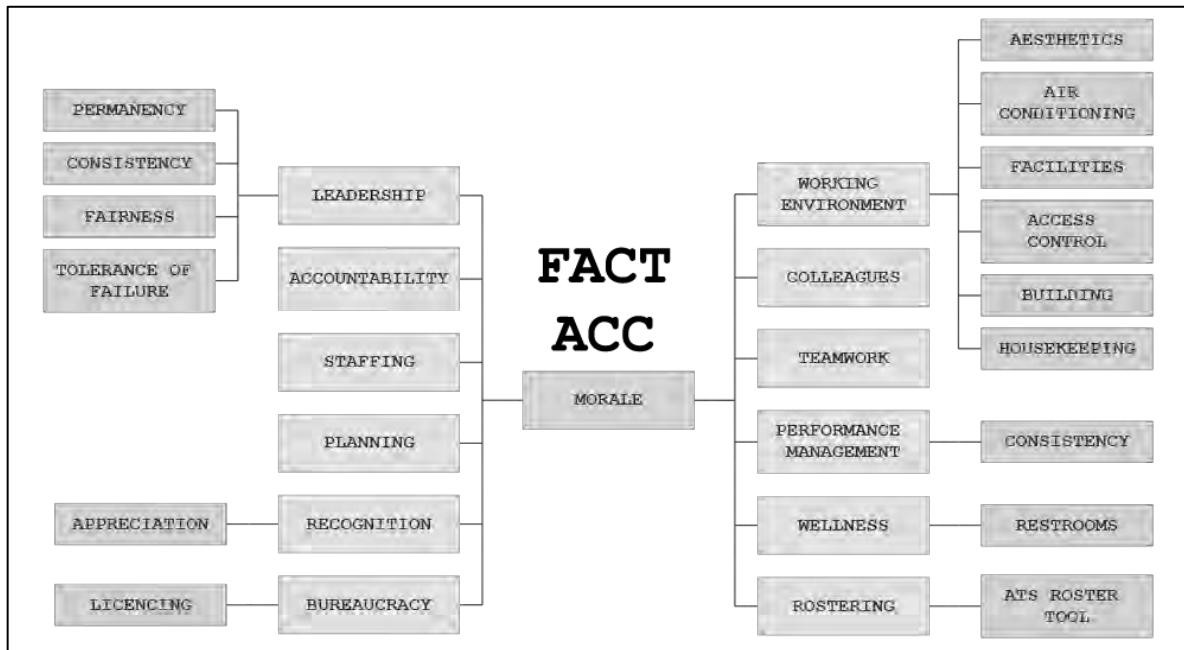 PERMANENCY
CONSISTENCY
FAIRNESS
TOLERANCE OF
FAILURE
APPRECIATION
LICENCING
LEADERSHIP
ACCOUNTABILITY
STAFFING
PLANNING
RECOGNITION
BUREAUCRACY
FACT
ACC
MORALE
WORKING
ENVIRONMENT
COLLEAGUES
TEAMWORK
PERFORMANCE
MANAGEMENT
WELLNESS
ROSTERING
AESTHETICS
AIR
CONDITIONING
FACILITIES
ACCESS
CONTROL
BUILDING
HOUSEKEEPING
CONSISTENCY
RESTROOMS
ATS ROSTER
TOOL